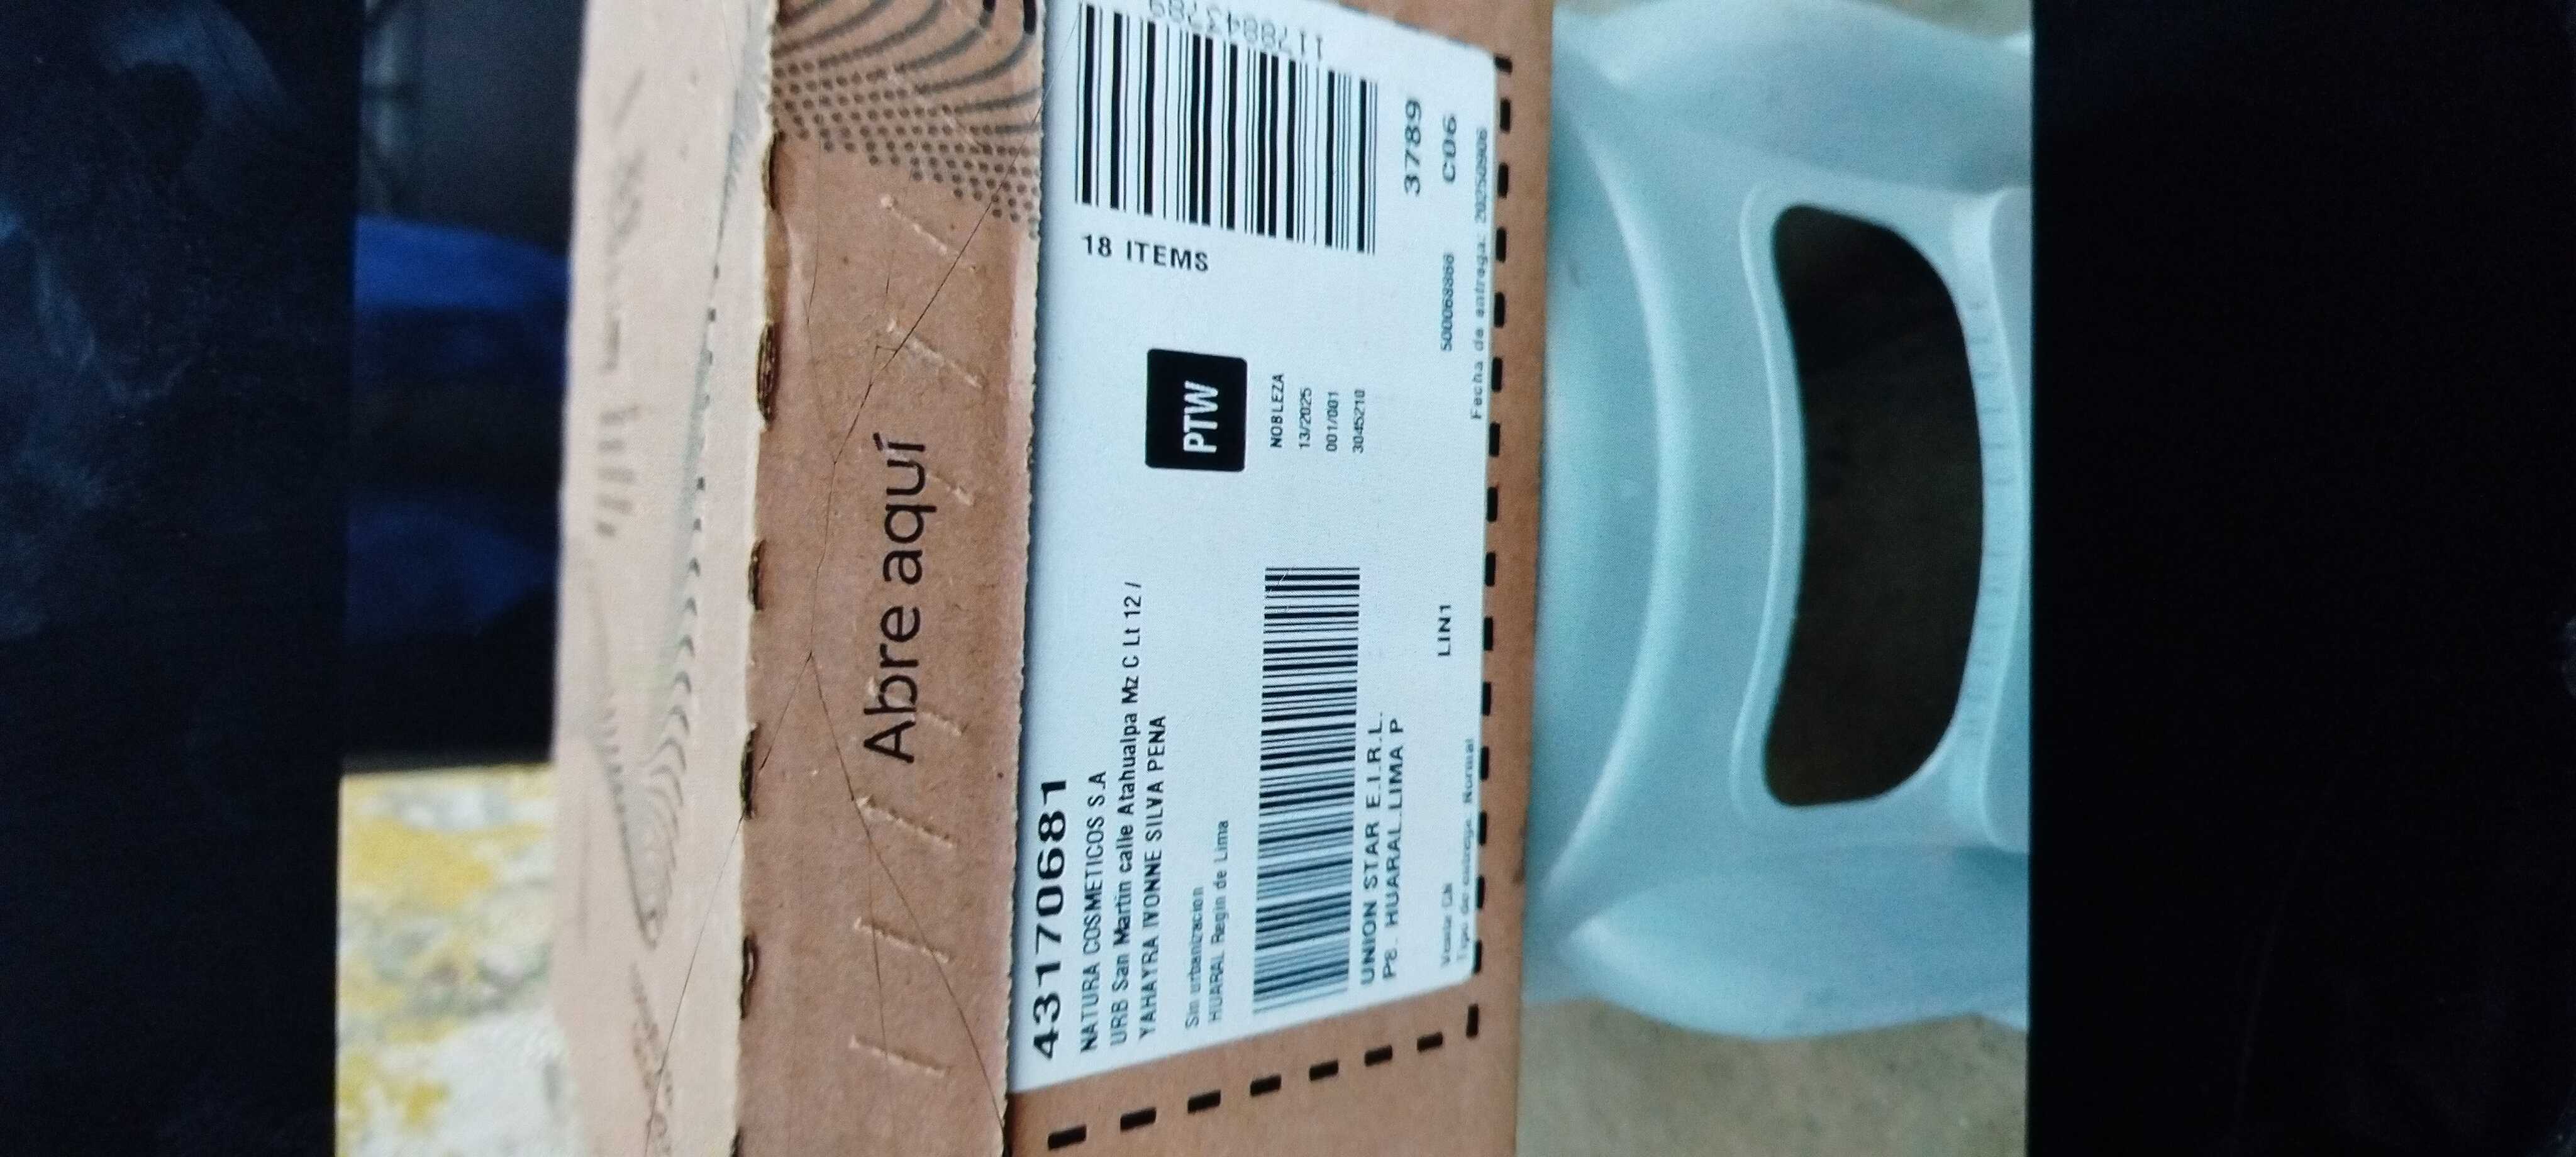 Abre aquí
43170681
NATURA COSMETICOS S.A
URB San Martin calle Atahualpa Mz C Lt 12 /
YAHAYRA IVONNE SILVA PENA
Sin urbanizacion
HUARAL Regin de Lima
UNION STAR E.I.R.L.
PE. HUARAL.LIMA P
LIN1
Tipo de entrega: Normal
PTW
NOBLEZA
13/2025
001/001
3045210
18 ITEMS
3789
C06
Fecha de entrega: 20250906